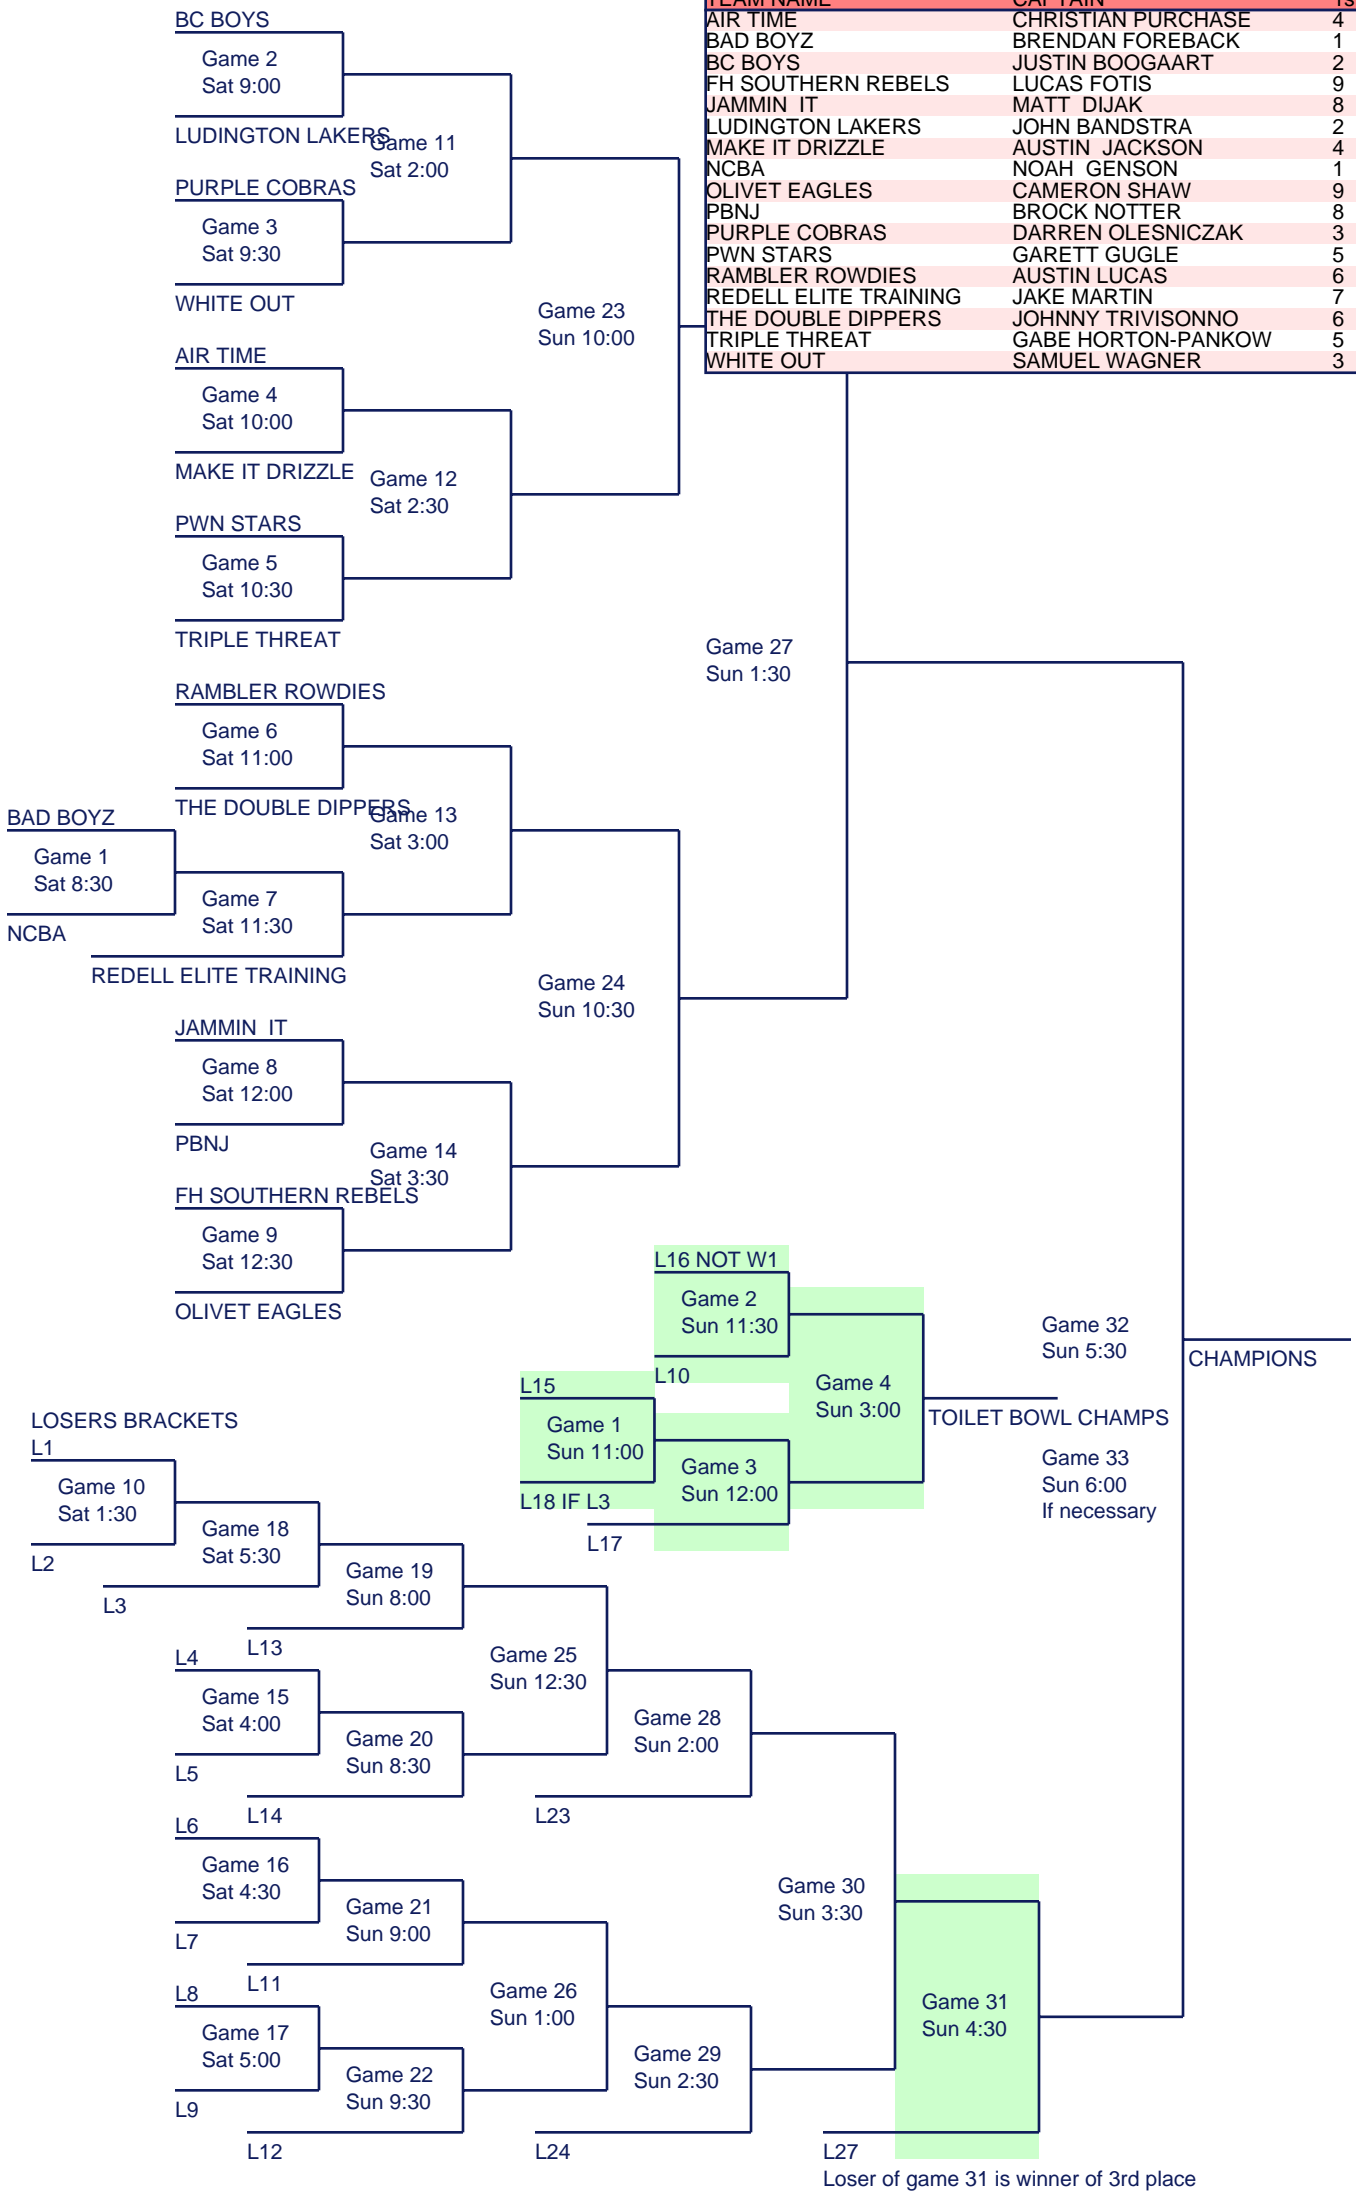 TEAM NAME CAPTAIN 1s
AIR TIME CHRISTIAN PURCHASE 4
BAD BOYZ BRENDAN FOREBACK 1
BC BOYS JUSTIN BOOGAART 2
FH SOUTHERN REBELS LUCAS FOTIS 9
JAMMIN  IT MATT  DIJAK 8
LUDINGTON LAKERS JOHN BANDSTRA 2
MAKE IT DRIZZLE AUSTIN  JACKSON 4
NCBA NOAH  GENSON 1
OLIVET EAGLES CAMERON SHAW 9
PBNJ BROCK NOTTER 8
PURPLE COBRAS DARREN OLESNICZAK 3
PWN STARS GARETT GUGLE 5
RAMBLER ROWDIES AUSTIN LUCAS 6
REDELL ELITE TRAINING JAKE MARTIN 7
THE DOUBLE DIPPERS JOHNNY TRIVISONNO 6
TRIPLE THREAT GABE HORTON-PANKOW 5
WHITE OUT SAMUEL WAGNER 3
BC BOYS
Game 2
Sat 9:00
LUDINGTON LAKERS
Game 11
Sat 2:00
PURPLE COBRAS
Game 3
Sat 9:30
WHITE OUT
Game 23
Sun 10:00
AIR TIME
Game 4
Sat 10:00
MAKE IT DRIZZLE
Game 12
Sat 2:30
PWN STARS
Game 5
Sat 10:30
TRIPLE THREAT
Game 27
Sun 1:30
RAMBLER ROWDIES
Game 6
Sat 11:00
THE DOUBLE DIPPERS
Game 13
Sat 3:00
BAD BOYZ
Game 1
Sat 8:30
NCBA
Game 7
Sat 11:30
REDELL ELITE TRAINING
Game 24
Sun 10:30
JAMMIN  IT
Game 8
Sat 12:00
PBNJ
Game 14
Sat 3:30
FH SOUTHERN REBELS
Game 9
Sat 12:30
OLIVET EAGLES
L16 NOT W1
Game 2
Sun 11:30
L10
Game 32
Sun 5:30
CHAMPIONS
L15
Game 1
Sun 11:00
L18 IF L3
Game 4
Sun 3:00
TOILET BOWL CHAMPS
Game 3
Sun 12:00
L17
Game 33
Sun 6:00
If necessary
LOSERS BRACKETS
L1
Game 10
Sat 1:30
L2
Game 18
Sat 5:30
L3
Game 19
Sun 8:00
L13
L4
Game 15
Sat 4:00
L5
Game 20
Sun 8:30
L14
Game 25
Sun 12:30
Game 28
Sun 2:00
L23
L6
Game 16
Sat 4:30
L7
Game 21
Sun 9:00
L11
Game 30
Sun 3:30
L8
Game 17
Sat 5:00
L9
Game 22
Sun 9:30
L12
Game 26
Sun 1:00
Game 29
Sun 2:30
L24
Game 31
Sun 4:30
L27
Loser of game 31 is winner of 3rd place